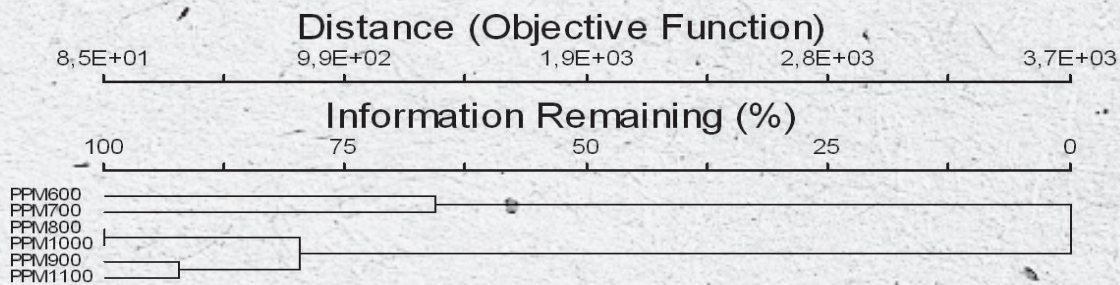 Distance (Objective Function)
8,5E+01 9,9E+02 1,9E+03 2,8E+03 3,7E+03
Information Remaining (%)
100 75 50 25 0
PPM600
PPM700
PPM800
PPM1000
PPM900
PPM1100